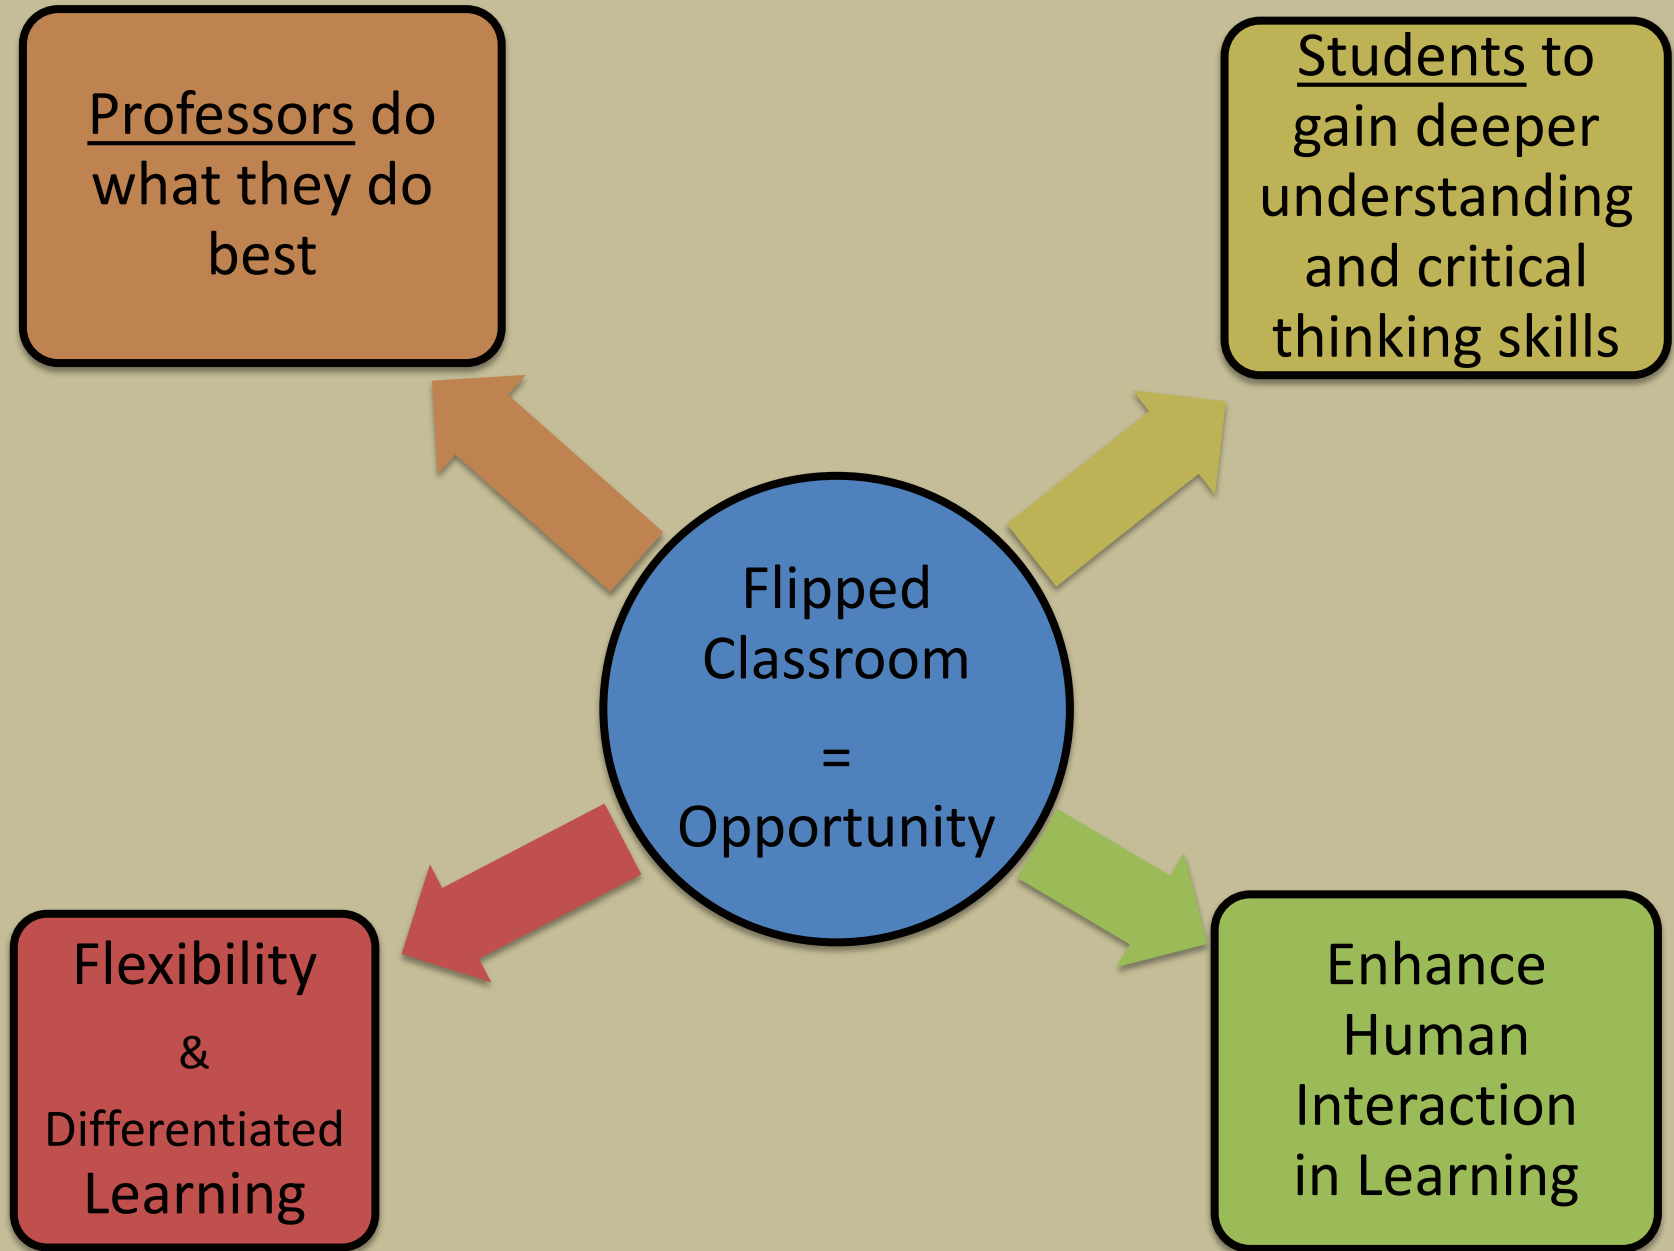 Professors do
what they do
best
Students to
gain deeper
understanding
and critical
thinking skills
Flipped
Classroom
=
Opportunity
Flexibility
&
Differentiated
Learning
Enhance
Human
Interaction
in Learning